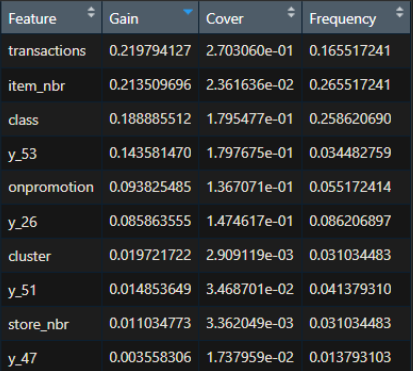 Feature Gain Cover Frequency
transactions 0.219794127 2.703060e-01 0.165517241
item_nbr 0.213509696 2.361636e-02 0.265517241
class 0.188885512 1.795477e-01 0.258620690
y_53 0.143581470 1.797675e-01 0.034482759
onpromotion 0.093825485 1.367071e-01 0.055172414
y_26 0.085863555 1.474617e-01 0.086206897
cluster 0.019721722 2.909119e-03 0.031034483
y_51 0.014853649 3.468701e-02 0.041379310
store_nbr 0.011034773 3.362049e-03 0.031034483
y_47 0.003558306 1.737959e-02 0.013793103